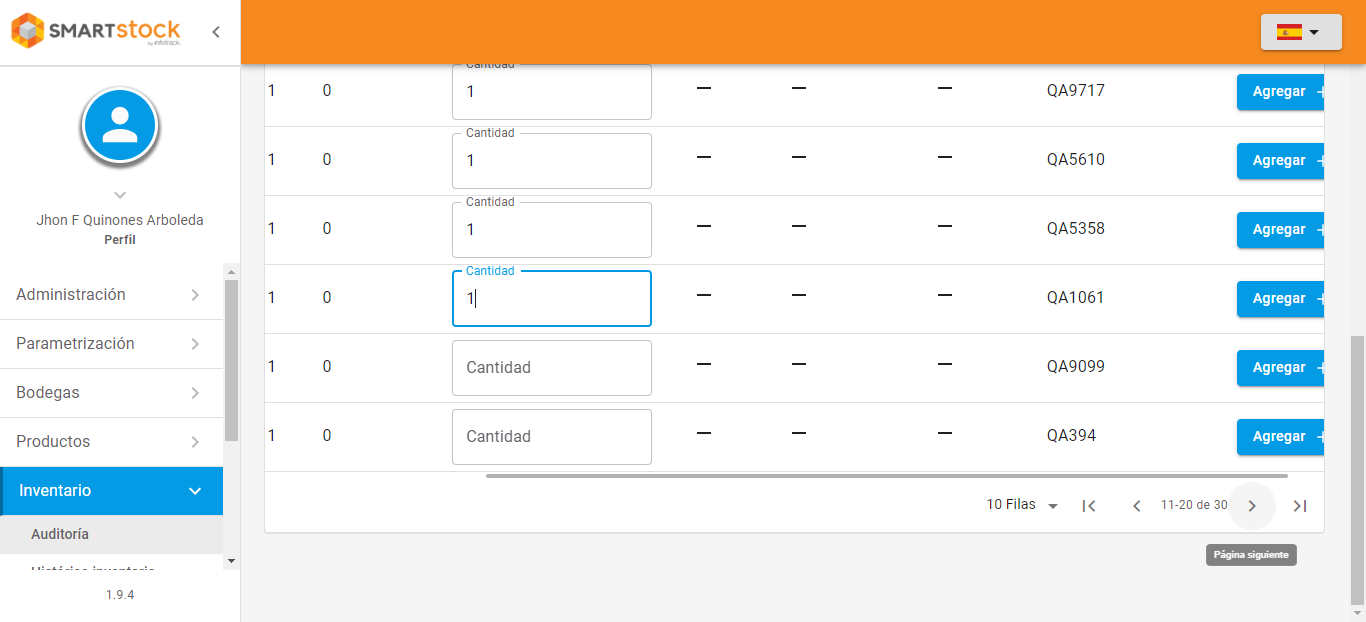 SMARTstock
by infotrack.
Jhon F Quinones Arboleda
Perfil
Administración
Parametrización
Bodegas
Productos
Inventario
Auditoría
Histórico inventario
1.9.4
Cantidad
1 0 1 — — — QA9717 Agregar +
Cantidad
1 0 1 — — — QA5610 Agregar +
Cantidad
1 0 1 — — — QA5358 Agregar +
Cantidad
1 0 1 — — — QA1061 Agregar +
1 0 Cantidad — — — QA9099 Agregar +
1 0 Cantidad — — — QA394 Agregar +
10 Filas 11-20 de 30
Página siguiente